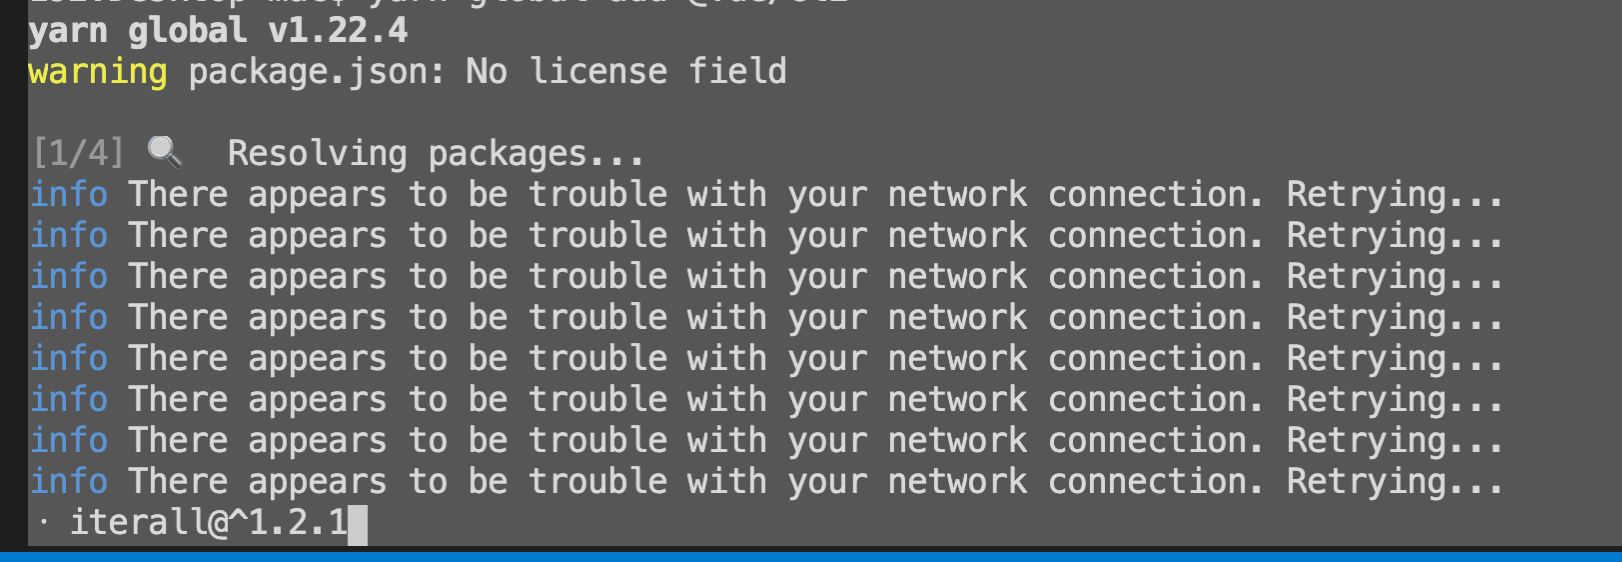 yarn global add @vue/cli
yarn global v1.22.4
warning package.json: No license field
[1/4] 🔍 Resolving packages...
info There appears to be trouble with your network connection. Retrying...
info There appears to be trouble with your network connection. Retrying...
info There appears to be trouble with your network connection. Retrying...
info There appears to be trouble with your network connection. Retrying...
info There appears to be trouble with your network connection. Retrying...
info There appears to be trouble with your network connection. Retrying...
info There appears to be trouble with your network connection. Retrying...
info There appears to be trouble with your network connection. Retrying...
· iterall@^1.2.1